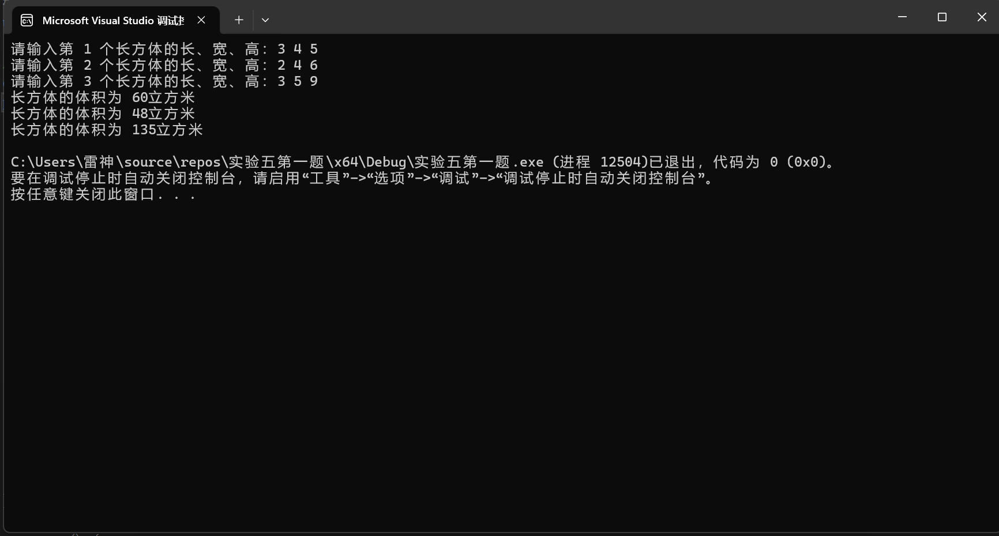 Microsoft Visual Studio 调试
请输入第 1 个长方体的长、宽、高：3 4 5
请输入第 2 个长方体的长、宽、高：2 4 6
请输入第 3 个长方体的长、宽、高：3 5 9
长方体的体积为 60立方米
长方体的体积为 48立方米
长方体的体积为 135立方米
C:\Users\雷神\source\repos\实验五第一题\x64\Debug\实验五第一题.exe (进程 12504)已退出，代码为 0 (0x0)。
要在调试停止时自动关闭控制台，请启用“工具”->“选项”->“调试”->“调试停止时自动关闭控制台”。
按任意键关闭此窗口. . .